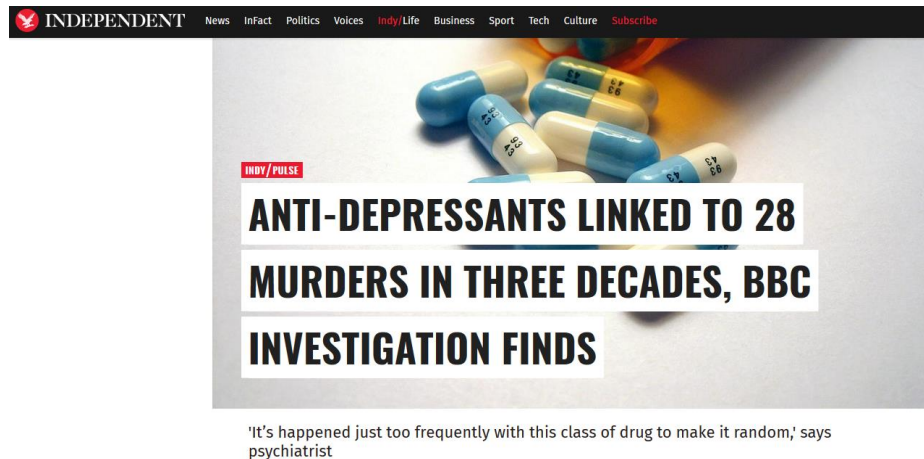 INDEPENDENT News InFact Politics Voices Indy/Life Business Sport Tech Culture Subscribe
93 43
INDY/PULSE
ANTI-DEPRESSANTS LINKED TO 28
MURDERS IN THREE DECADES, BBC
INVESTIGATION FINDS
'It’s happened just too frequently with this class of drug to make it random,' says
psychiatrist